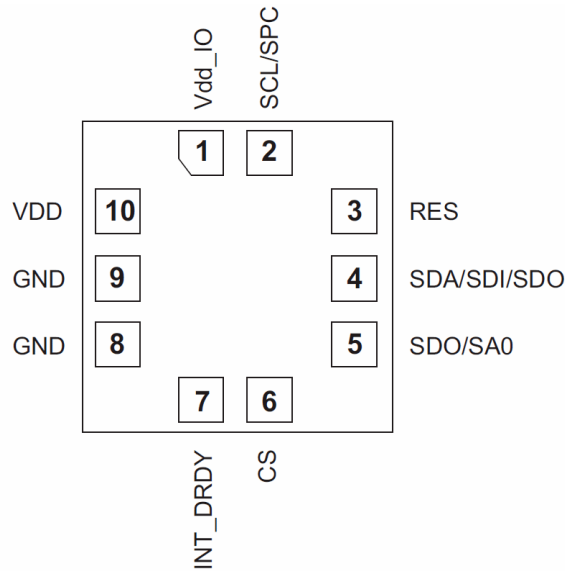 Vdd_IO
SCL/SPC
1
2
VDD
10
3
RES
GND
9
4
SDA/SDI/SDO
GND
8
5
SDO/SA0
7
6
INT_DRDY
CS